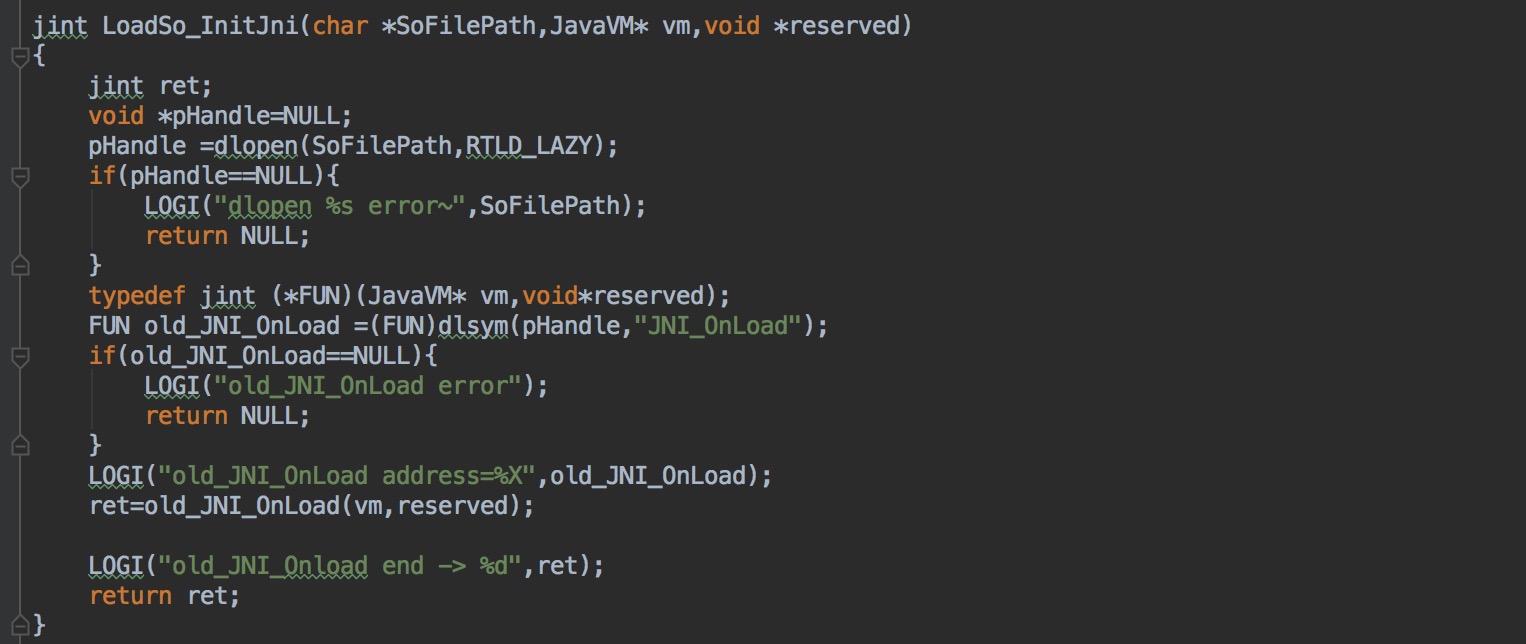 jint LoadSo_InitJni(char *SoFilePath,JavaVM* vm,void *reserved)
{
    jint ret;
    void *pHandle=NULL;
    pHandle =dlopen(SoFilePath,RTLD_LAZY);
    if(pHandle==NULL){
        LOGI("dlopen %s error~",SoFilePath);
        return NULL;
    }
    typedef jint (*FUN)(JavaVM* vm,void*reserved);
    FUN old_JNI_OnLoad =(FUN)dlsym(pHandle,"JNI_OnLoad");
    if(old_JNI_OnLoad==NULL){
        LOGI("old_JNI_OnLoad error");
        return NULL;
    }
    LOGI("old_JNI_OnLoad address=%X",old_JNI_OnLoad);
    ret=old_JNI_OnLoad(vm,reserved);

    LOGI("old_JNI_Onload end -> %d",ret);
    return ret;
}